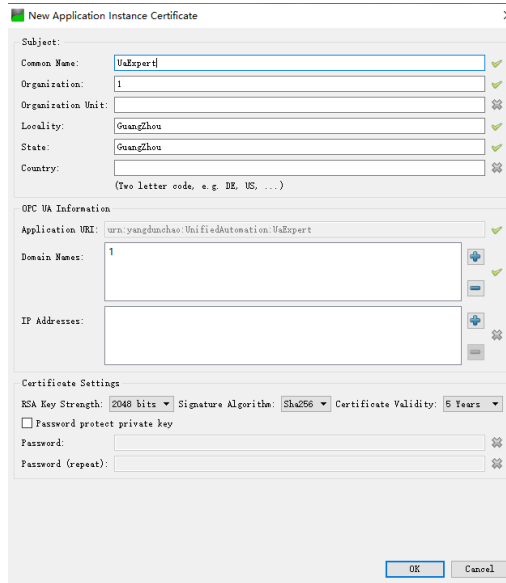 New Application Instance Certificate
Subject:
Common Name: UaExpert
Organization: 1
Organization Unit:
Locality: GuangZhou
State: GuangZhou
Country:
(Two letter code, e.g. DE, US, ...)
OPC UA Information
Application URI: urn:yangdunchao:UnifiedAutomation:UaExpert
Domain Names: 1
IP Addresses:
Certificate Settings
RSA Key Strength: 2048 bits Signature Algorithm: Sha256 Certificate Validity: 5 Years
Password protect private key
Password:
Password (repeat):
OK Cancel